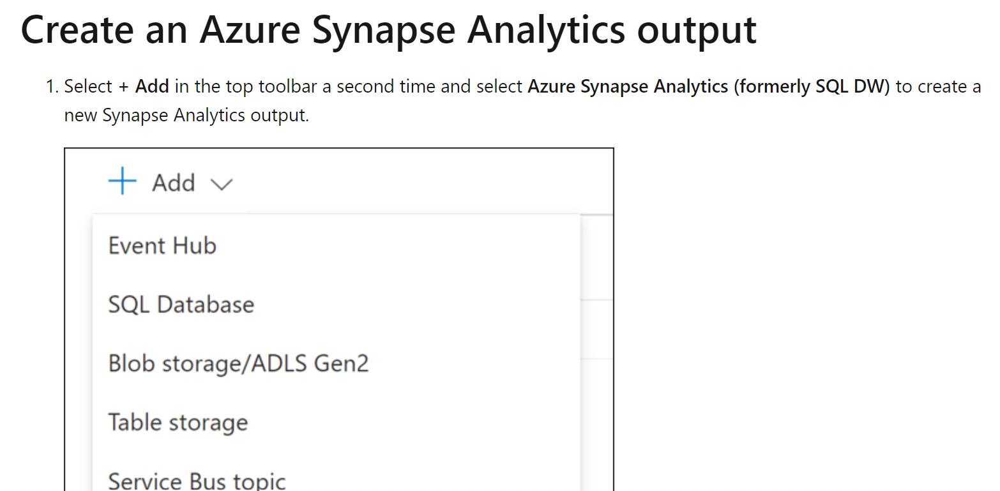 Create an Azure Synapse Analytics output
1. Select + Add in the top toolbar a second time and select Azure Synapse Analytics (formerly SQL DW) to create a
new Synapse Analytics output.
+ Add
Event Hub
SQL Database
Blob storage/ADLS Gen2
Table storage
Service Bus topic